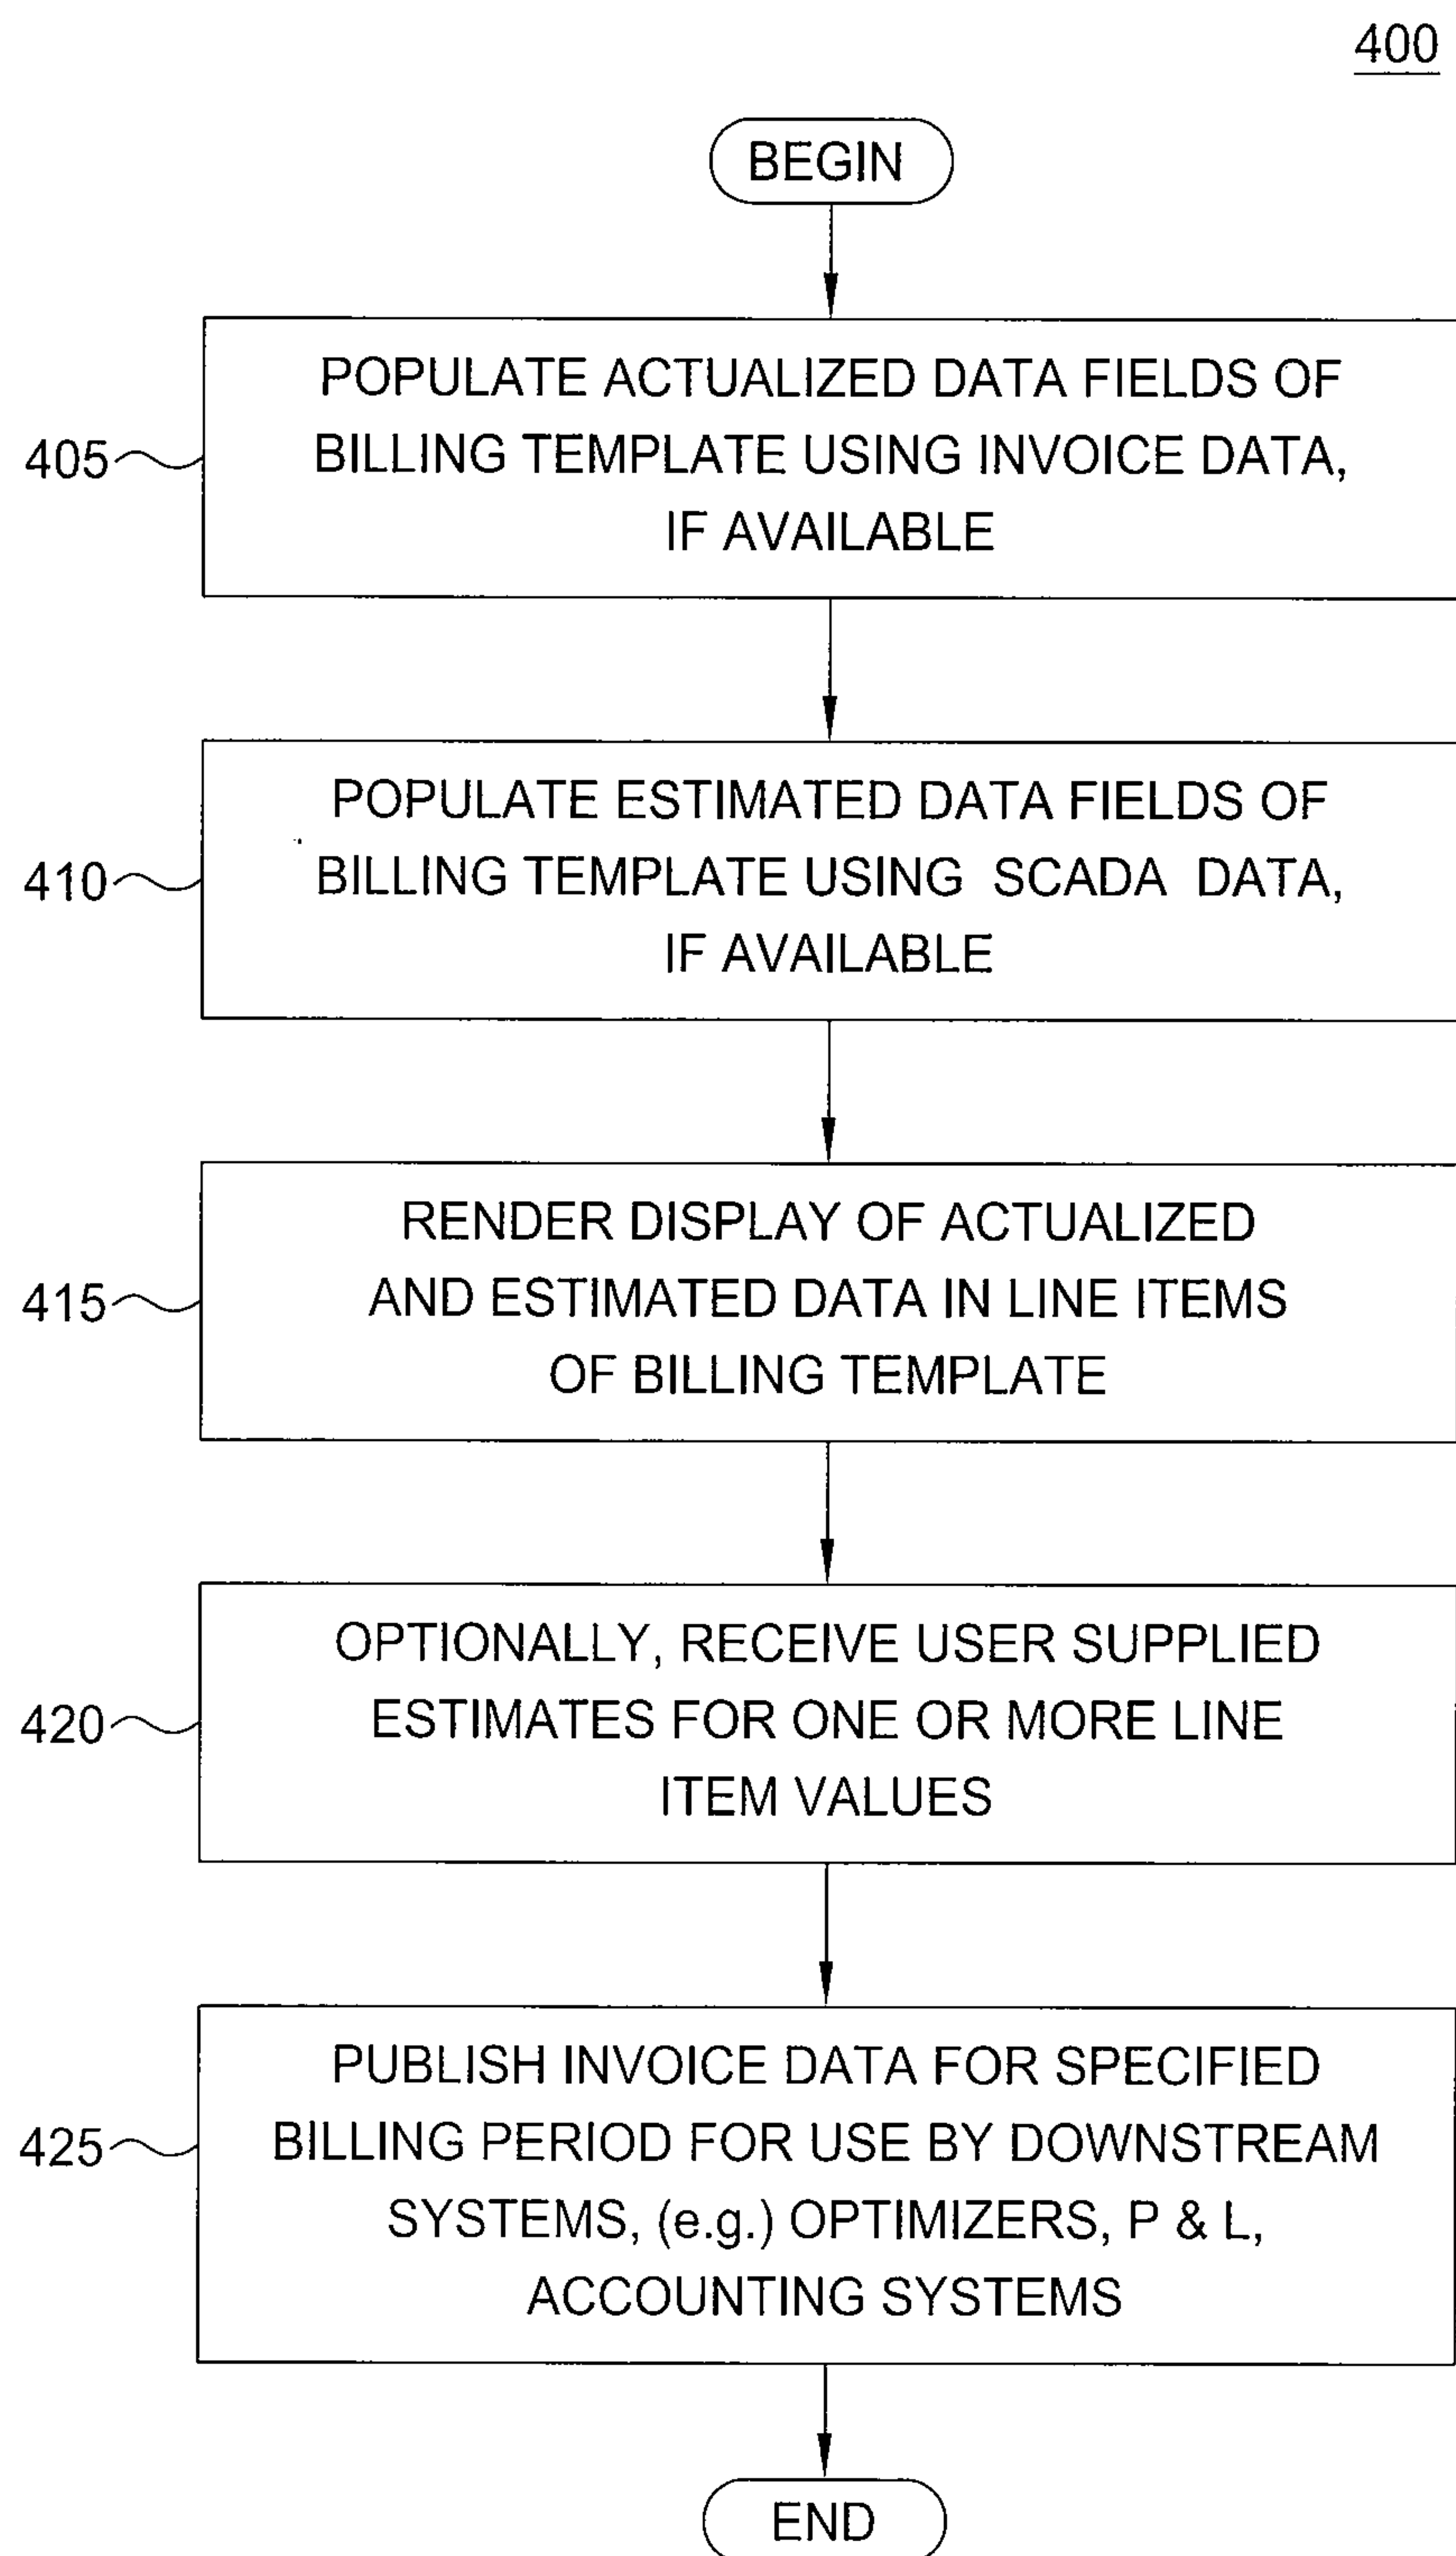 400
BEGIN
405
POPULATE ACTUALIZED DATA FIELDS OF
BILLING TEMPLATE USING INVOICE DATA,
IF AVAILABLE
410
POPULATE ESTIMATED DATA FIELDS OF
BILLING TEMPLATE USING SCADA DATA,
IF AVAILABLE
415
RENDER DISPLAY OF ACTUALIZED
AND ESTIMATED DATA IN LINE ITEMS
OF BILLING TEMPLATE
420
OPTIONALLY, RECEIVE USER SUPPLIED
ESTIMATES FOR ONE OR MORE LINE
ITEM VALUES
425
PUBLISH INVOICE DATA FOR SPECIFIED
BILLING PERIOD FOR USE BY DOWNSTREAM
SYSTEMS, (e.g.) OPTIMIZERS, P & L,
ACCOUNTING SYSTEMS
END